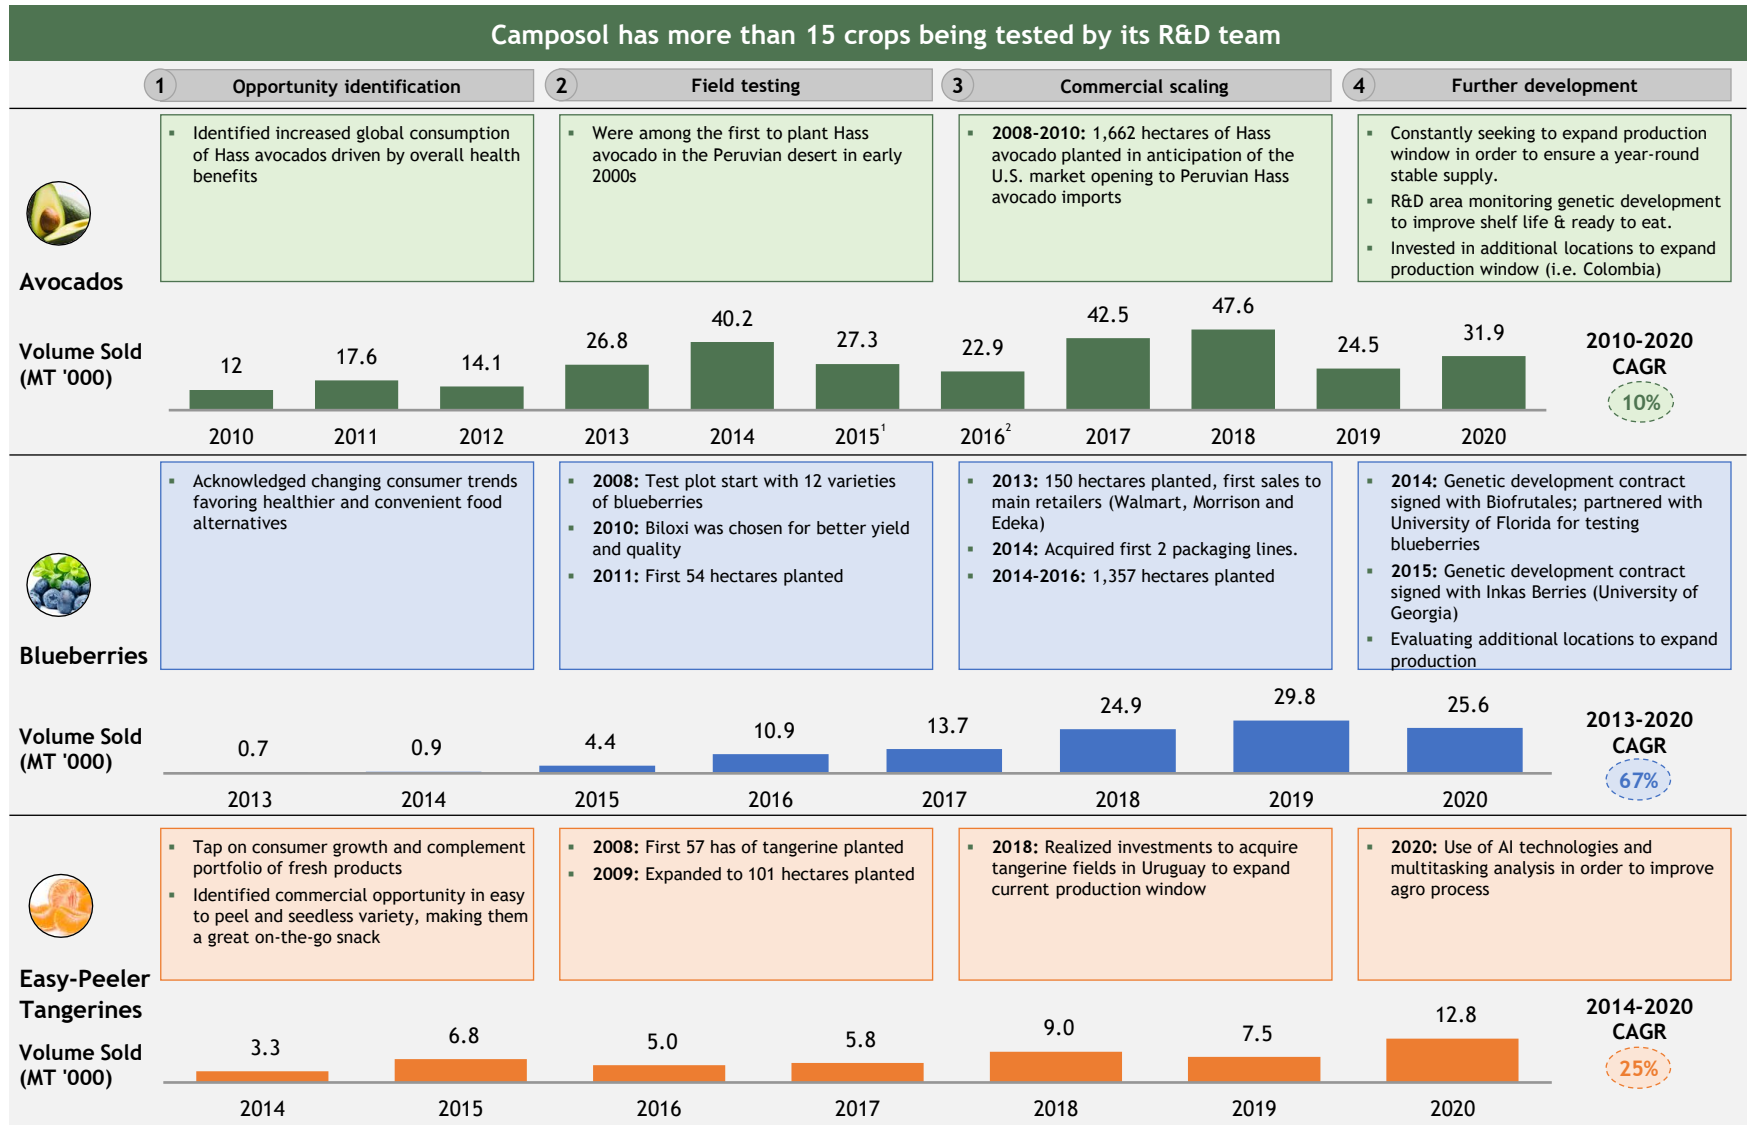 Camposol has more than 15 crops being tested by its R&D team
1 Opportunity identification
2 Field testing
3 Commercial scaling
4 Further development
Avocados
▪ Identified increased global consumption
of Hass avocados driven by overall health
benefits
▪ Were among the first to plant Hass
avocado in the Peruvian desert in early
2000s
▪ 2008-2010: 1,662 hectares of Hass
avocado planted in anticipation of the
U.S. market opening to Peruvian Hass
avocado imports
▪ Constantly seeking to expand production
window in order to ensure a year-round
stable supply.
▪ R&D area monitoring genetic development
to improve shelf life & ready to eat.
▪ Invested in additional locations to expand
production window (i.e. Colombia)
Volume Sold
(MT '000)
12 17.6 14.1 26.8 40.2 27.3 22.9 42.5 47.6 24.5 31.9
2010 2011 2012 2013 2014 2015¹ 2016² 2017 2018 2019 2020
2010-2020
CAGR
10%
Blueberries
▪ Acknowledged changing consumer trends
favoring healthier and convenient food
alternatives
▪ 2008: Test plot start with 12 varieties
of blueberries
▪ 2010: Biloxi was chosen for better yield
and quality
▪ 2011: First 54 hectares planted
▪ 2013: 150 hectares planted, first sales to
main retailers (Walmart, Morrison and
Edeka)
▪ 2014: Acquired first 2 packaging lines.
▪ 2014-2016: 1,357 hectares planted
▪ 2014: Genetic development contract
signed with Biofrutales; partnered with
University of Florida for testing
blueberries
▪ 2015: Genetic development contract
signed with Inkas Berries (University of
Georgia)
▪ Evaluating additional locations to expand
production
Volume Sold
(MT '000)
0.7 0.9 4.4 10.9 13.7 24.9 29.8 25.6
2013 2014 2015 2016 2017 2018 2019 2020
2013-2020
CAGR
67%
Easy-Peeler
Tangerines
▪ Tap on consumer growth and complement
portfolio of fresh products
▪ Identified commercial opportunity in easy
to peel and seedless variety, making them
a great on-the-go snack
▪ 2008: First 57 has of tangerine planted
▪ 2009: Expanded to 101 hectares planted
▪ 2018: Realized investments to acquire
tangerine fields in Uruguay to expand
current production window
▪ 2020: Use of AI technologies and
multitasking analysis in order to improve
agro process
Volume Sold
(MT '000)
3.3 6.8 5.0 5.8 9.0 7.5 12.8
2014 2015 2016 2017 2018 2019 2020
2014-2020
CAGR
25%